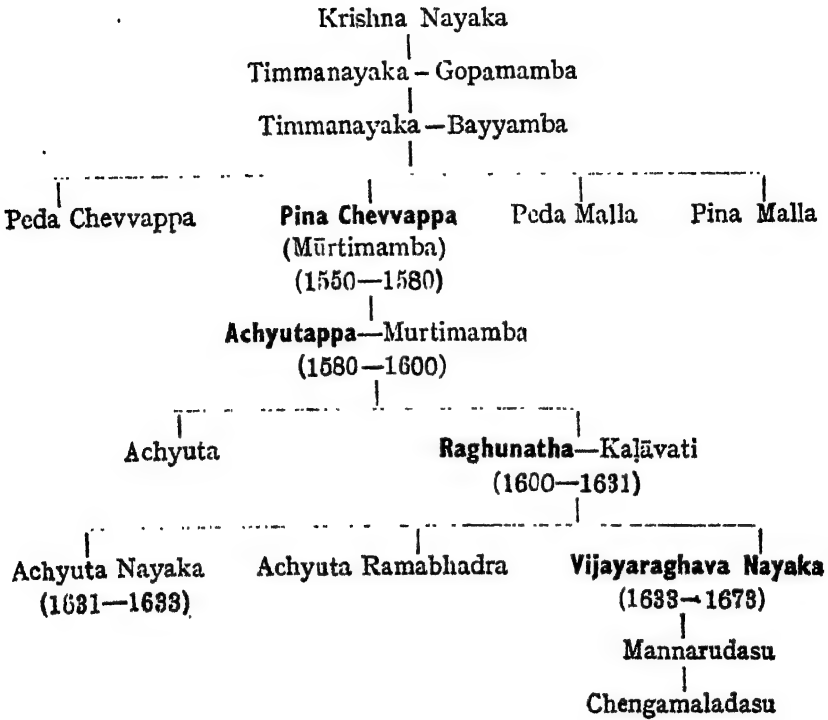 Krishna Nayaka
Timmanayaka – Gopamamba
Timmanayaka—Bayyamba
Peda Chevvappa Pina Chevvappa Peda Malla Pina Malla
(Mūrtimamba)
(1550—1580)
Achyutappa—Murtimamba
(1580—1600)
Achyuta Raghunatha—Kaḷāvati
(1600—1631)
Achyuta Nayaka Achyuta Ramabhadra Vijayaraghava Nayaka
(1631—1633) (1633—1673)
Mannarudasu
Chengamaladasu